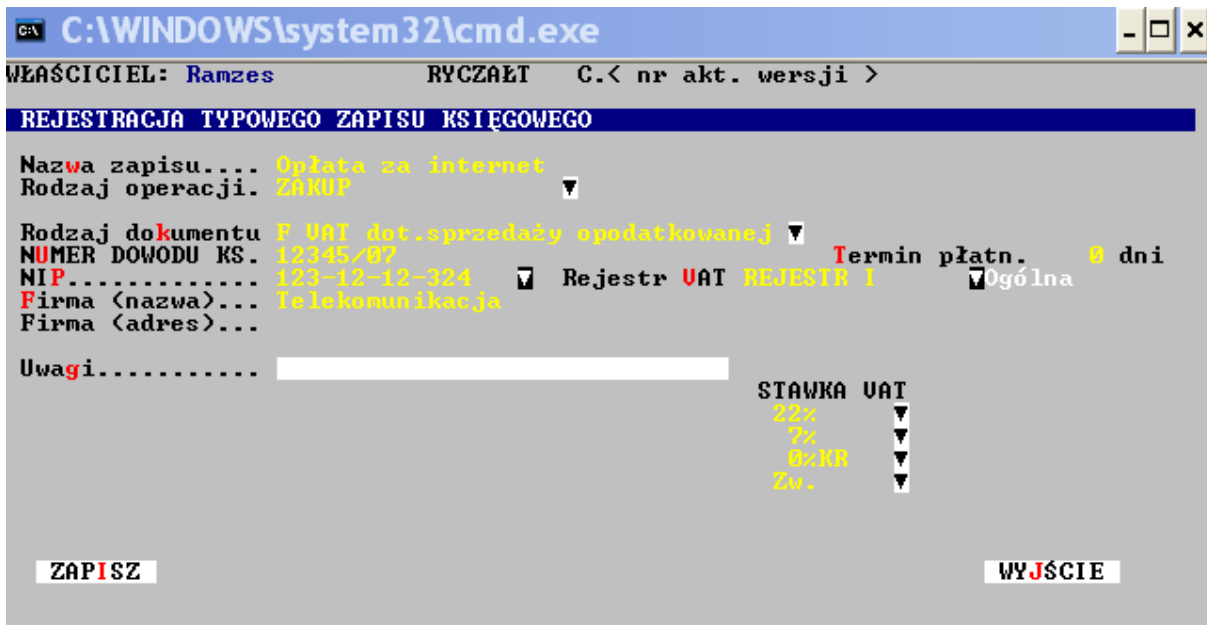 C:\WINDOWS\system32\cmd.exe
WŁAŚCICIEL: Ramzes RYCZAŁT C.< nr akt. wersji >
REJESTRACJA TYPOWEGO ZAPISU KSIĘGOWEGO
Nazwa zapisu.... Opłata za internet
Rodzaj operacji. ZAKUP
Rodzaj dokumentu F VAT dot.sprzedaży opodatkowanej
NUMER DOWODU KS. 12345/07 Termin płatn. 0 dni
NIP............. 123-12-12-324 Rejestr VAT REJESTR I Ogólna
Firma (nazwa)... Telekomunikacja
Firma (adres)...
Uwagi...........
STAWKA VAT
22%
7%
0%KR
Zw.
ZAPISZ WYJŚCIE